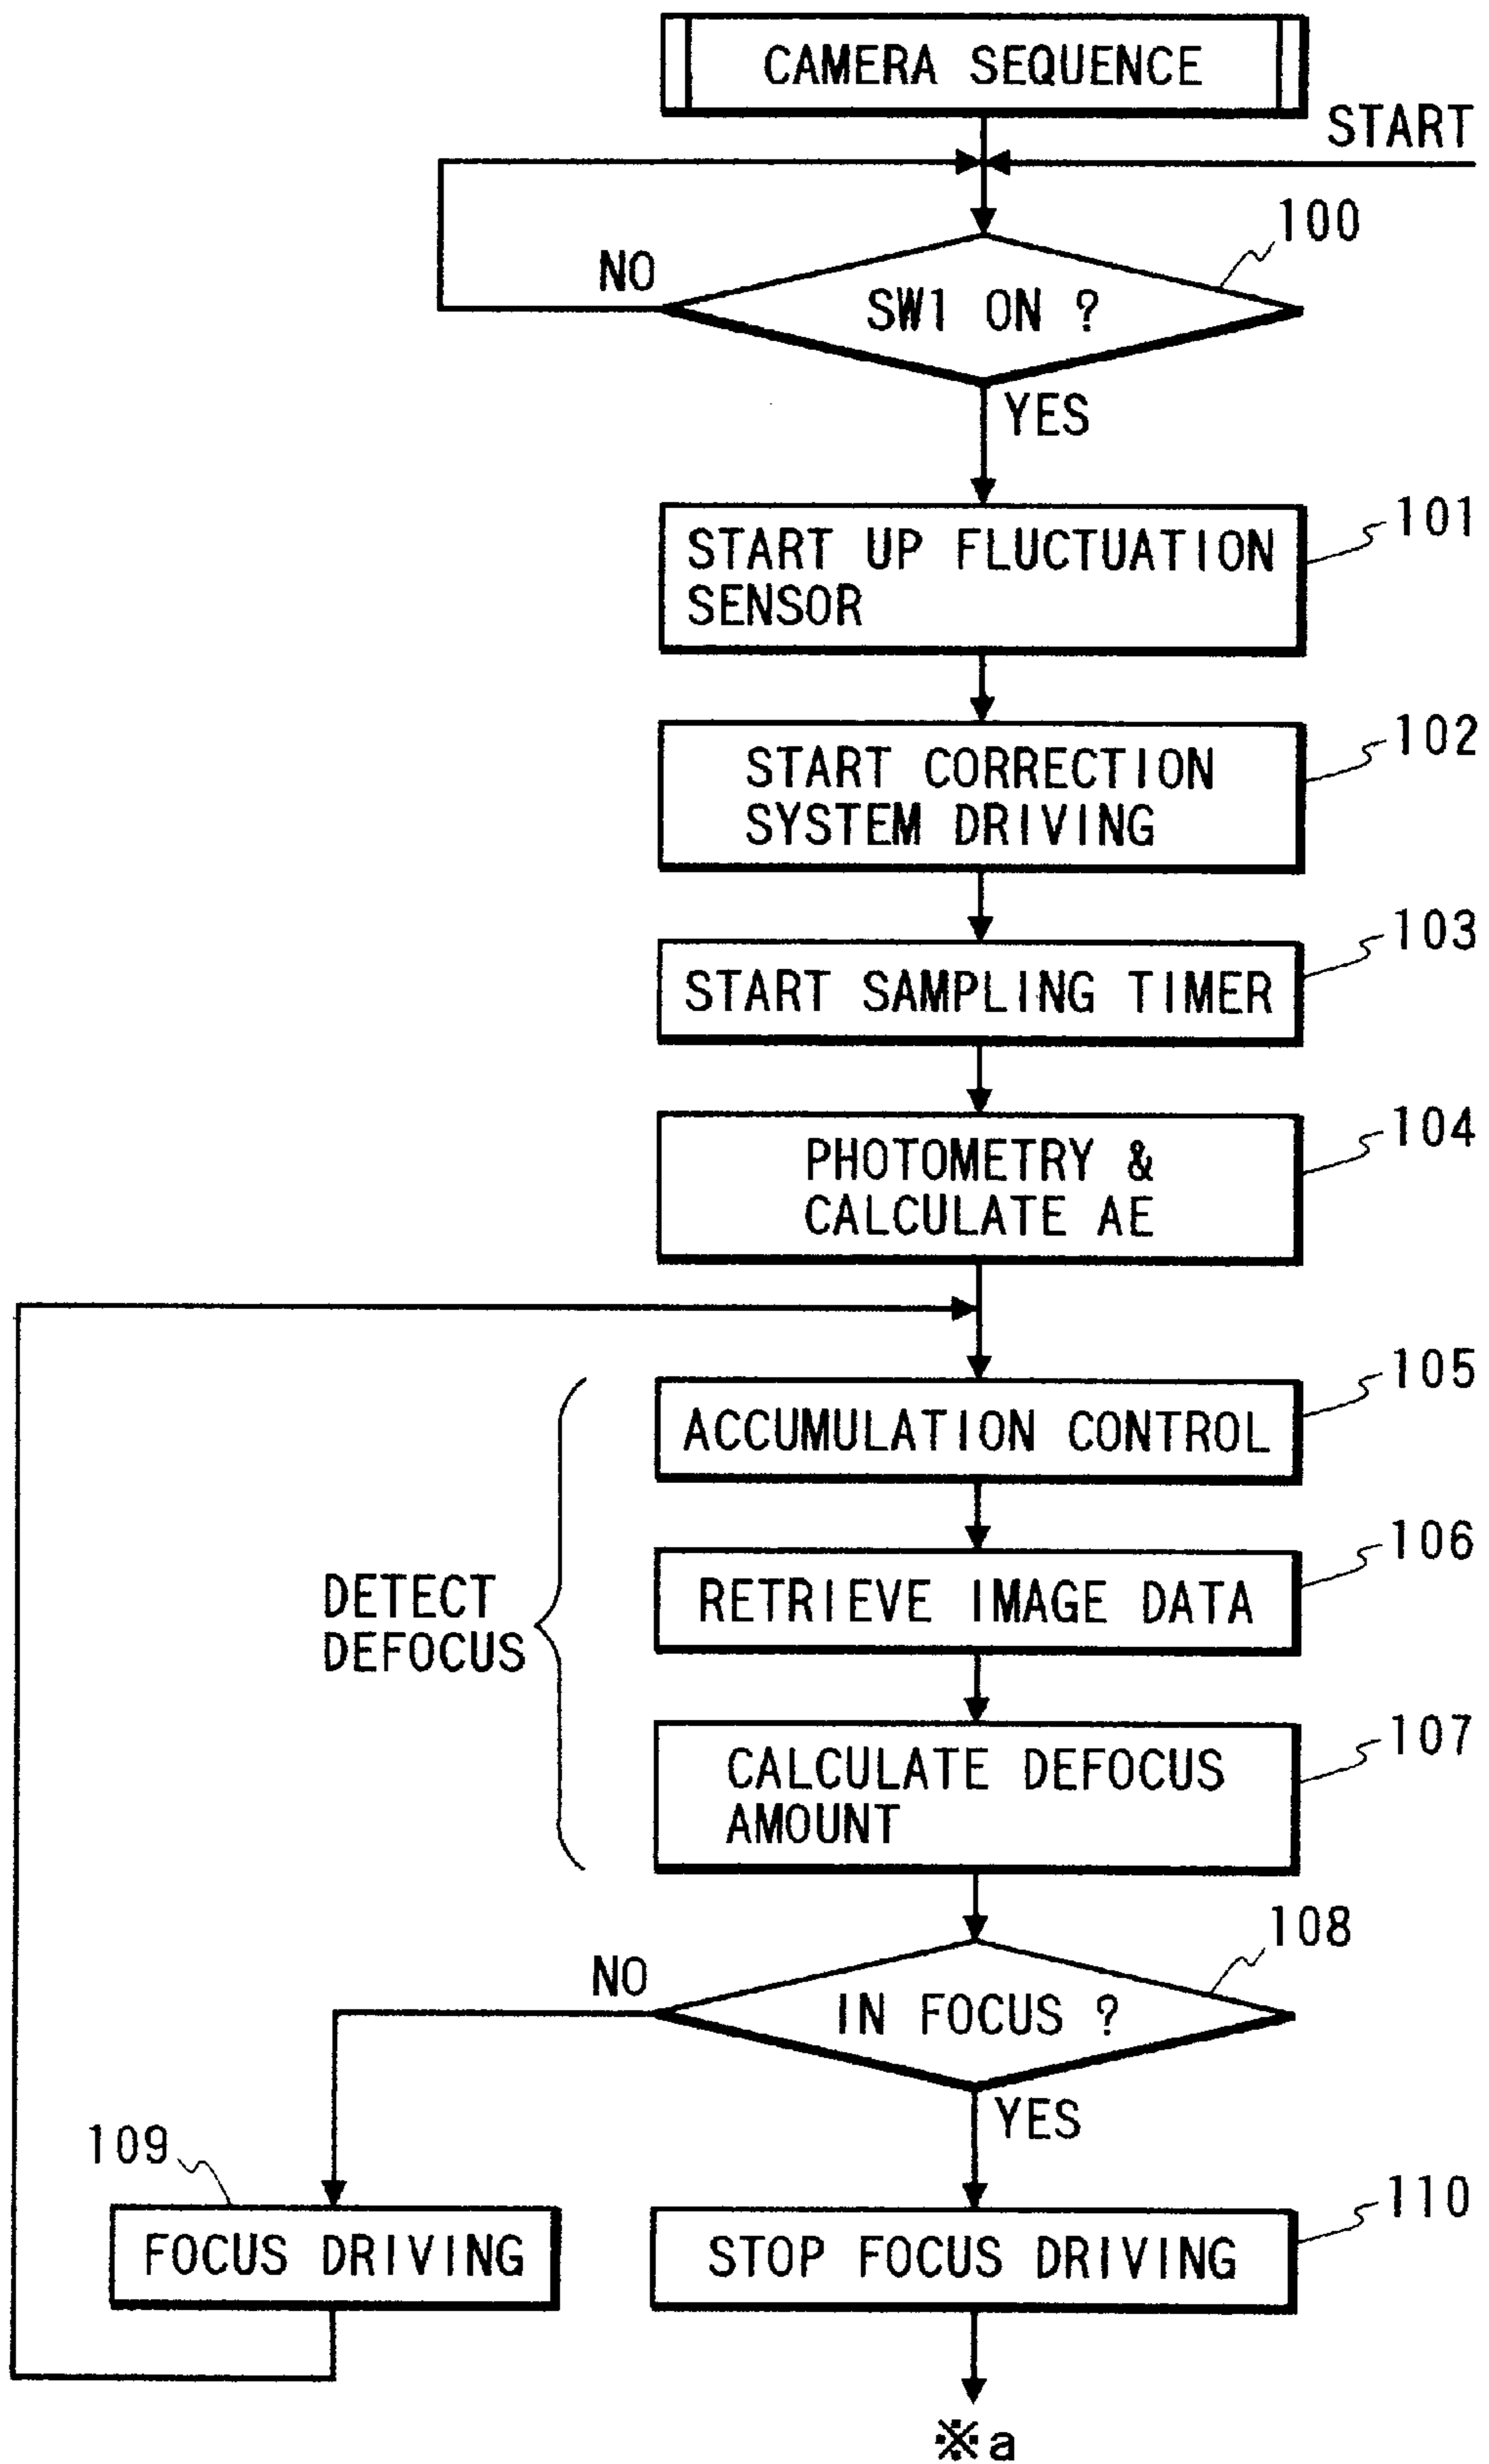 CAMERA SEQUENCE
START
100
NO
SW1 ON ?
YES
101
START UP FLUCTUATION
SENSOR
102
START CORRECTION
SYSTEM DRIVING
103
START SAMPLING TIMER
104
PHOTOMETRY &
CALCULATE AE
105
ACCUMULATION CONTROL
106
RETRIEVE IMAGE DATA
DETECT
DEFOCUS
107
CALCULATE DEFOCUS
AMOUNT
108
NO
IN FOCUS ?
YES
109
FOCUS DRIVING
110
STOP FOCUS DRIVING
※a